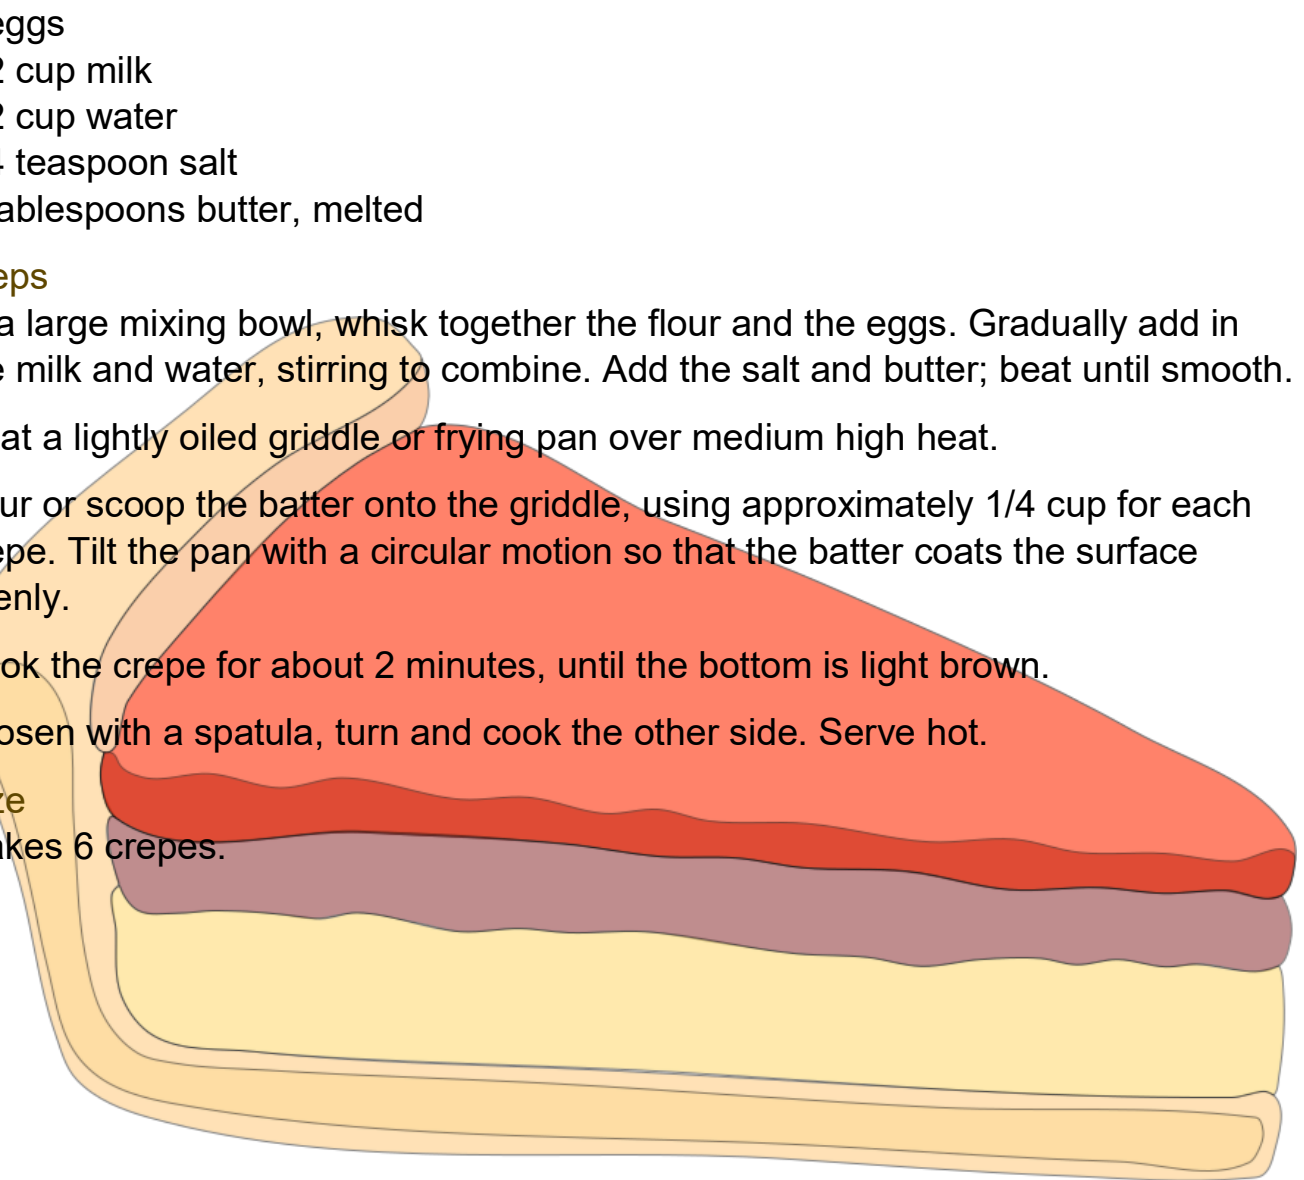 eggs
2 cup milk
2 cup water
teaspoon salt
ablespoons butter, melted
eps
a large mixing bowl, whisk together the flour and the eggs. Gradually add in
e milk and water, stirring to combine. Add the salt and butter; beat until smooth.
at a lightly oiled griddle or frying pan over medium high heat.
ur or scoop the batter onto the griddle, using approximately 1/4 cup for each
epe. Tilt the pan with a circular motion so that the batter coats the surface
enly.
ok the crepe for about 2 minutes, until the bottom is light brown.
osen with a spatula, turn and cook the other side. Serve hot.
ze
akes 6 crepes.